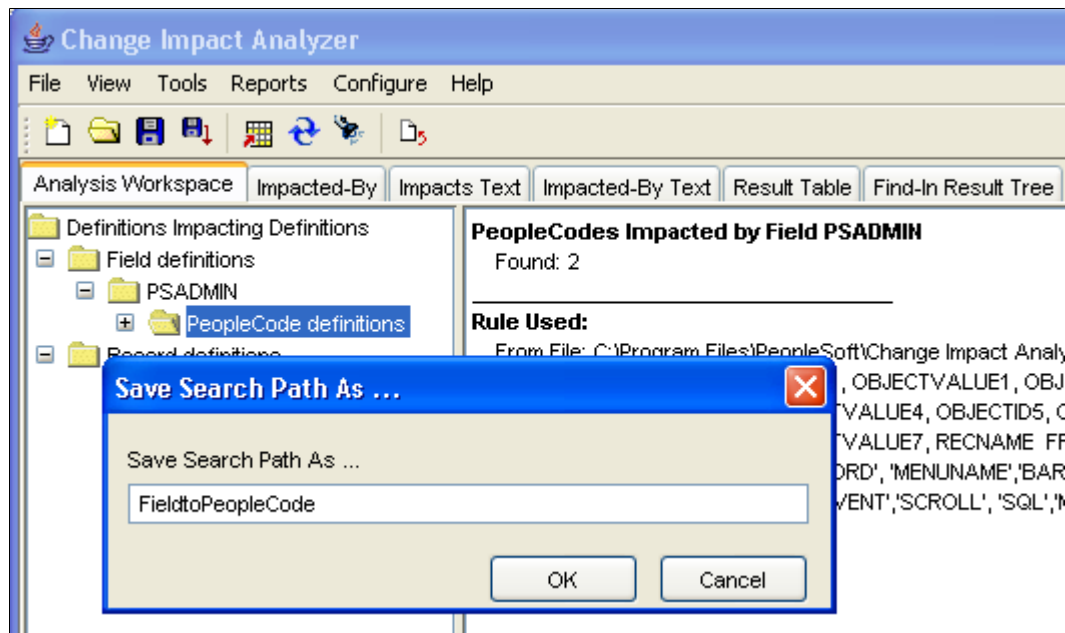 Change Impact Analyzer
File View Tools Reports Configure Help
Analysis Workspace Impacted-By Impacts Text Impacted-By Text Result Table Find-In Result Tree
Definitions Impacting Definitions
Field definitions
PSADMIN
PeopleCode definitions
Record definitions
PeopleCodes Impacted by Field PSADMIN
Found: 2
Rule Used:
From File: C:\Program Files\PeopleSoft\Change Impact Analy
, OBJECTVALUE1, OBJ
TVALUE4, OBJECTID5, O
TVALUE7, RECNAME FF
ORD', 'MENUNAME','BAR
VENT','SCROLL', 'SQL','M
Save Search Path As ...
Save Search Path As ...
FieldtoPeopleCode
OK Cancel